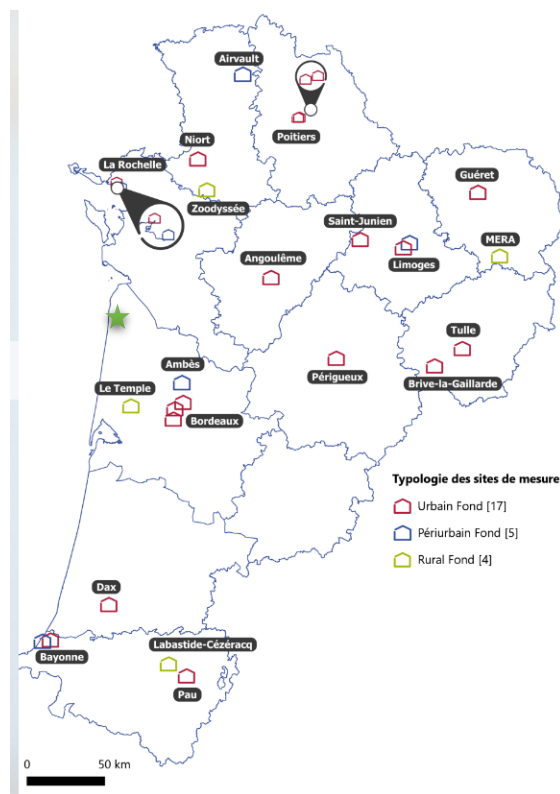 Airvault
Poitiers
Niort
La Rochelle
Zoodyssée
Guéret
Saint-Junien
MERA
Limoges
Angoulême
Tulle
Périgueux
Brive-la-Gaillarde
Ambès
Le Temple
Bordeaux
Typologie des sites de mesure
Urbain Fond [17]
Périurbain Fond [5]
Rural Fond [4]
Dax
Labastide-Cézéracq
Bayonne
Pau
0 50 km